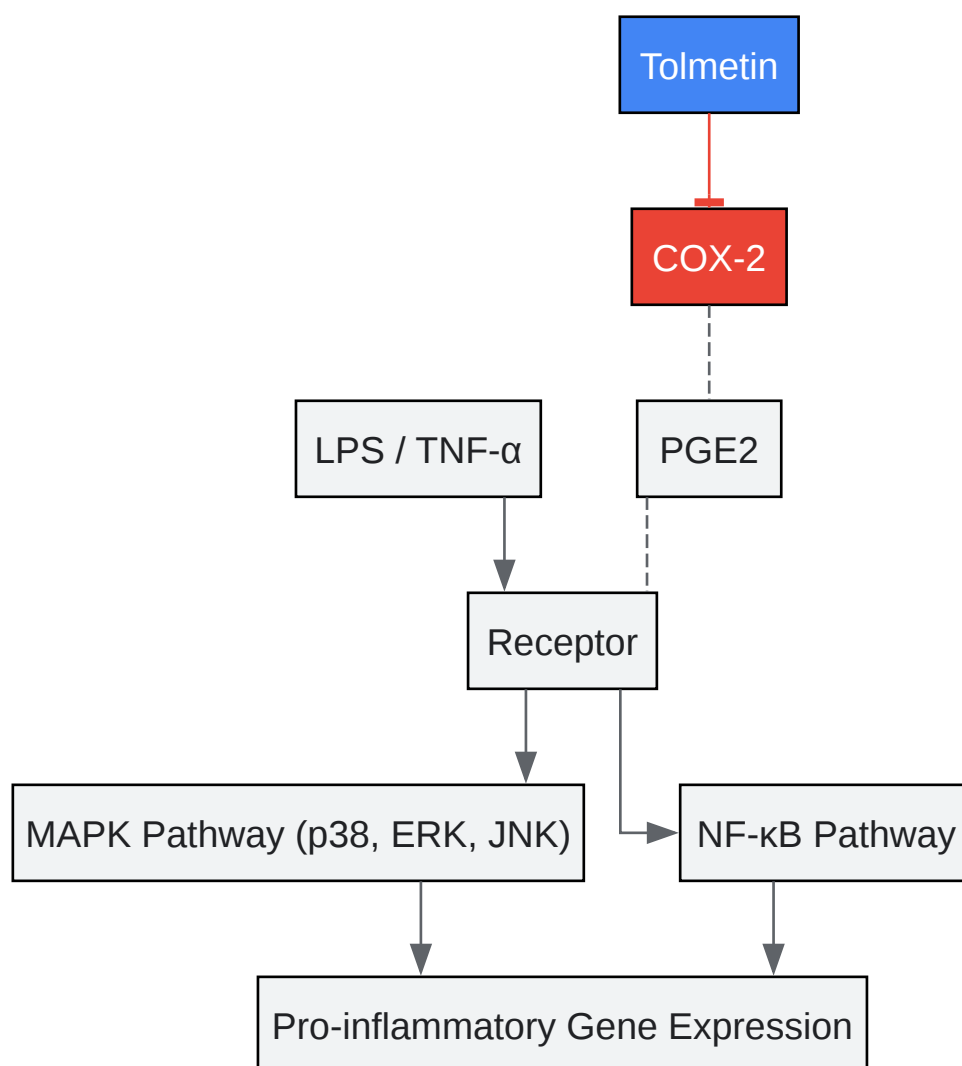 Tolmetin
COX-2
LPS / TNF-α
PGE2
Receptor
MAPK Pathway (p38, ERK, JNK)
NF-κB Pathway
Pro-inflammatory Gene Expression